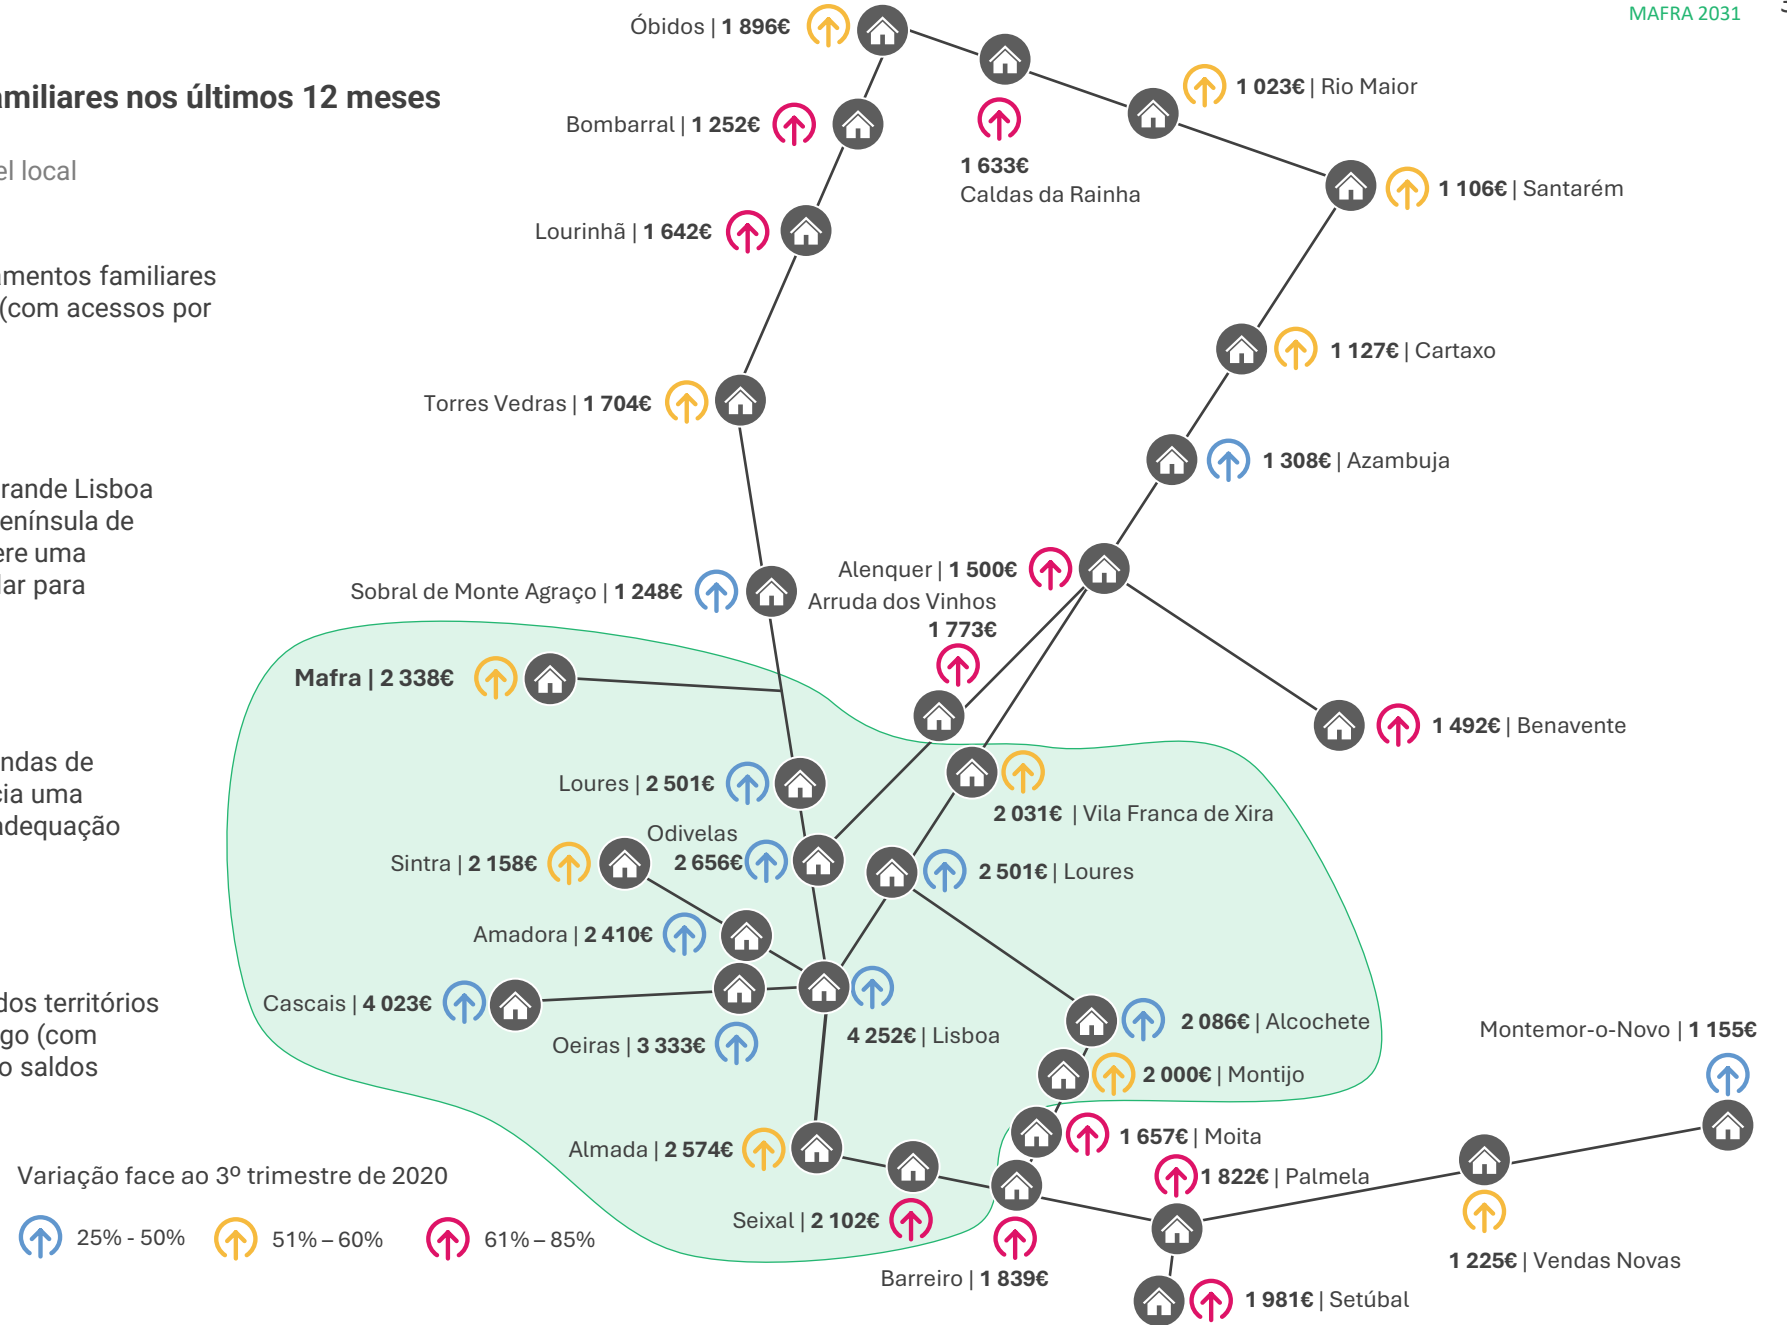 MAFRA 2031
amiliares nos últimos 12 meses
el local
amentos familiares
(com acessos por
rande Lisboa
enínsula de
ere uma
lar para
ndas de
cia uma
adequação
dos territórios
go (com
o saldos
Óbidos | 1 896€
1 023€ | Rio Maior
Bombarral | 1 252€
1 633€
Caldas da Rainha
1 106€ | Santarém
Lourinhã | 1 642€
1 127€ | Cartaxo
Torres Vedras | 1 704€
1 308€ | Azambuja
Alenquer | 1 500€
Sobral de Monte Agraço | 1 248€
Arruda dos Vinhos
1 773€
Mafra | 2 338€
1 492€ | Benavente
Loures | 2 501€
2 031€ | Vila Franca de Xira
Odivelas
2 656€
Sintra | 2 158€
2 501€ | Loures
Amadora | 2 410€
Cascais | 4 023€
Oeiras | 3 333€
4 252€ | Lisboa
2 086€ | Alcochete
Montemor-o-Novo | 1 155€
2 000€ | Montijo
Almada | 2 574€
1 657€ | Moita
1 822€ | Palmela
Seixal | 2 102€
Barreiro | 1 839€
1 225€ | Vendas Novas
1 981€ | Setúbal
Variação face ao 3º trimestre de 2020
25% - 50%
51% – 60%
61% – 85%